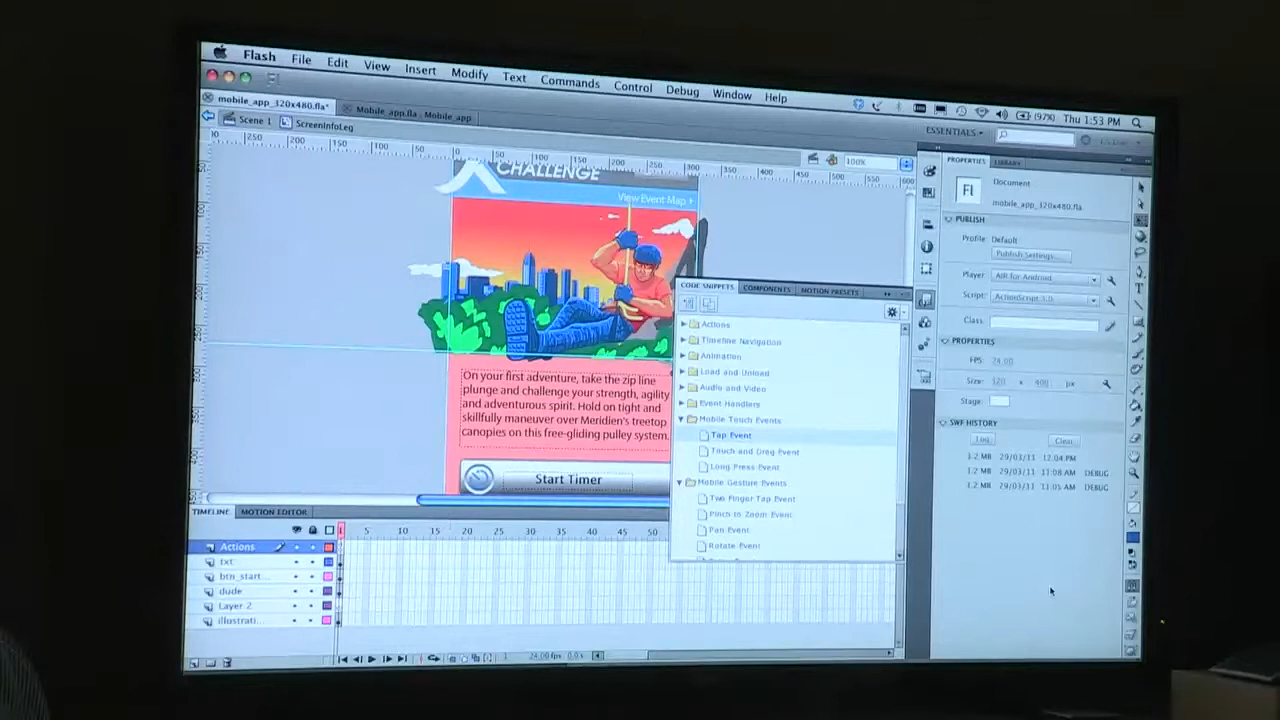 Flash File Edit View Insert Modify Text Commands Control Debug Window Help
(97%) Thu 1:53 PM
mobile_app_320x480.fla* Mobile_app.fla : Mobile_app
Scene 1 ScreenInfoLeg
ESSENTIALS
100%
CHALLENGE
View Event Map
On your first adventure, take the zip line
plunge and challenge your strength, agility
and adventurous spirit. Hold on tight and
skillfully maneuver over Meridien's treetop
canopies on this free-gliding pulley system.
Start Timer
CODE SNIPPETS COMPONENTS MOTION PRESETS
Actions
Timeline Navigation
Animation
Load and Unload
Audio and Video
Event Handlers
Mobile Touch Events
Tap Event
Touch and Drag Event
Long Press Event
Mobile Gesture Events
Two Finger Tap Event
Pinch to Zoom Event
Pan Event
Rotate Event
PROPERTIES LIBRARY
Fl Document
mobile_app_320x480.fla
PUBLISH
Profile: Default
Publish Settings...
Player: AIR for Android
Script: ActionScript 3.0
Class:
PROPERTIES
FPS: 24.00
Size: 320 x 480 px
Stage:
SWF HISTORY
Log Clear
1.2 MB 29/03/11 12:04 PM
1.2 MB 29/03/11 11:08 AM DEBUG
1.2 MB 29/03/11 11:05 AM DEBUG
TIMELINE MOTION EDITOR
5 10 15 20 25 30 35 40 45 50
Actions
txt
btn_start...
dude
Layer 2
illustrati...
1 24.00 fps 0.0 s